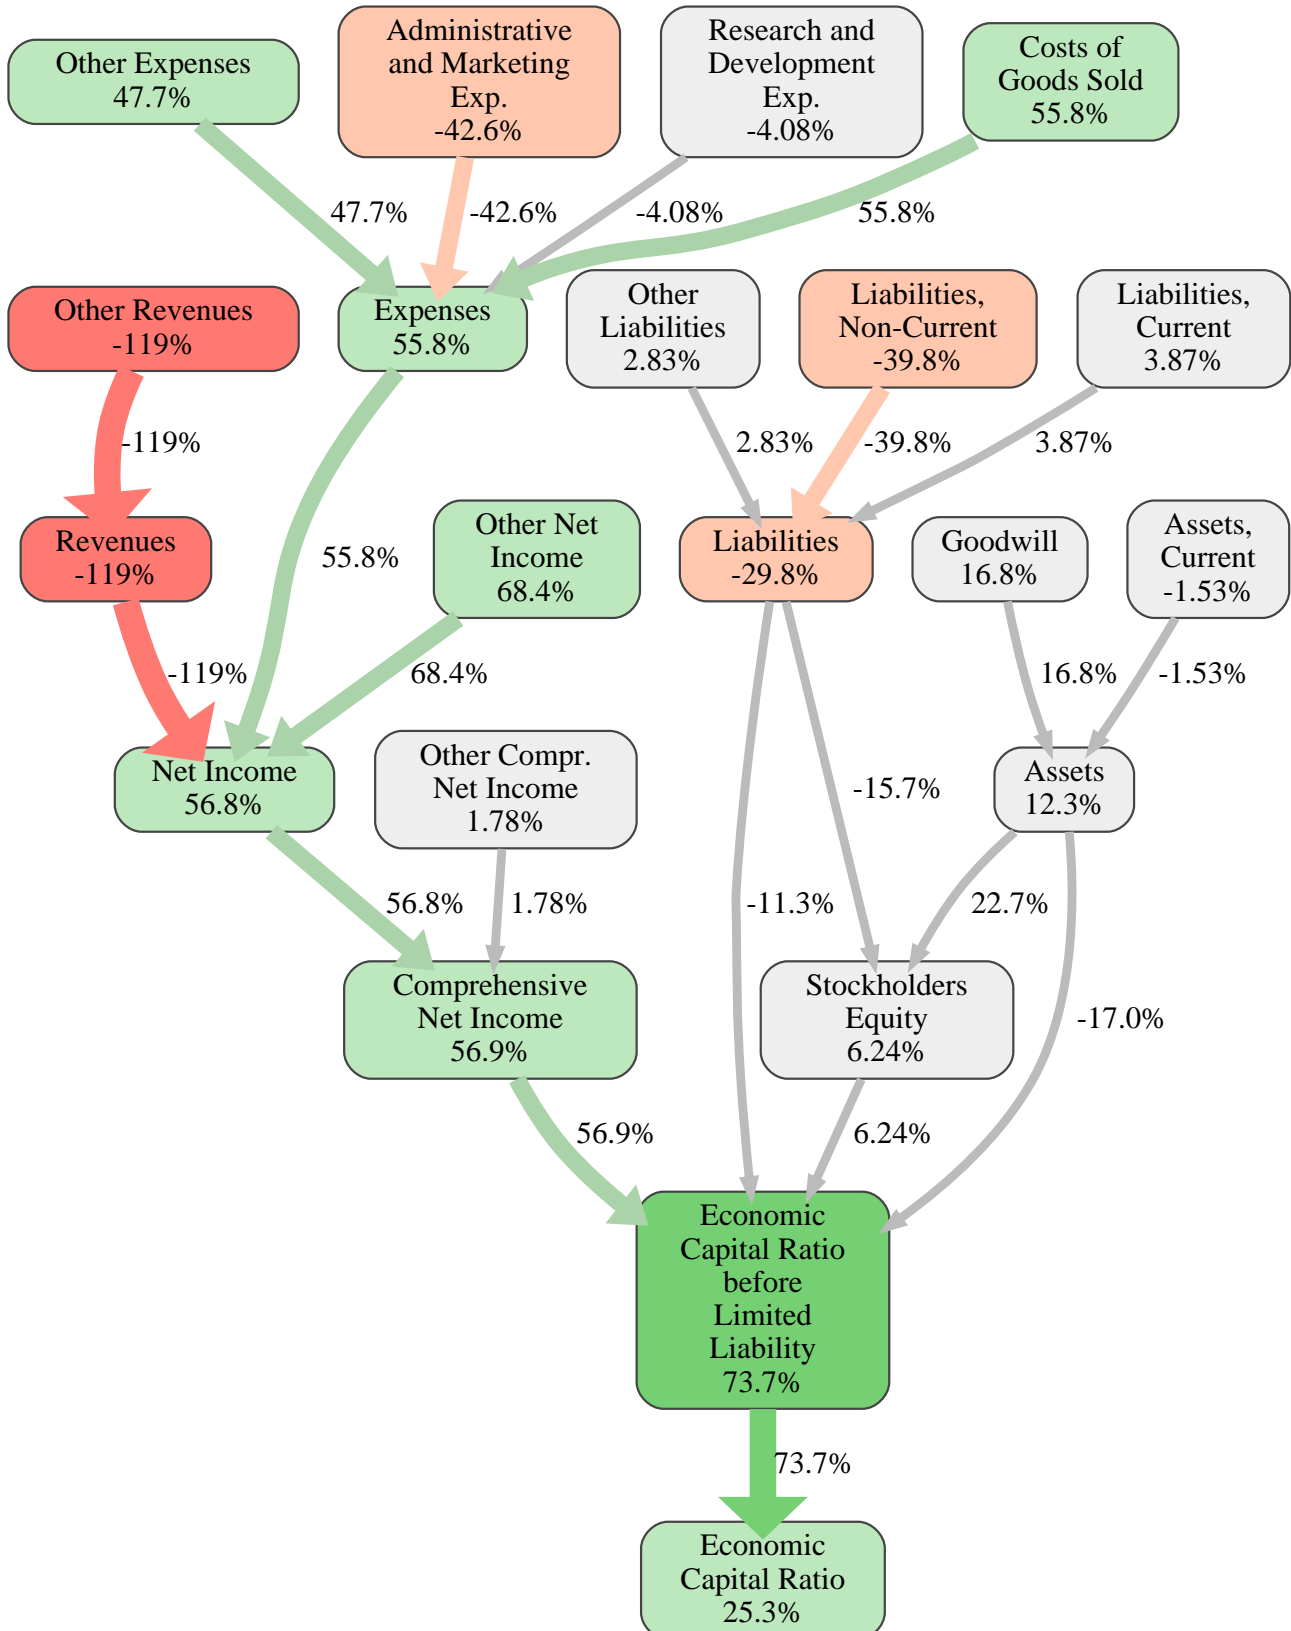 Other Expenses
47.7%
Administrative
and Marketing
Exp.
-42.6%
Research and
Development
Exp.
-4.08%
Costs of
Goods Sold
55.8%
47.7%
-42.6%
-4.08%
55.8%
Other Revenues
-119%
Expenses
55.8%
Other
Liabilities
2.83%
Liabilities,
Non-Current
-39.8%
Liabilities,
Current
3.87%
-119%
2.83%
-39.8%
3.87%
Revenues
-119%
55.8%
Other Net
Income
68.4%
Liabilities
-29.8%
Goodwill
16.8%
Assets,
Current
-1.53%
-119%
68.4%
16.8%
-1.53%
Net Income
56.8%
Other Compr.
Net Income
1.78%
-15.7%
Assets
12.3%
56.8%
1.78%
-11.3%
22.7%
Comprehensive
Net Income
56.9%
Stockholders
Equity
6.24%
-17.0%
56.9%
6.24%
Economic
Capital Ratio
before
Limited
Liability
73.7%
73.7%
Economic
Capital Ratio
25.3%